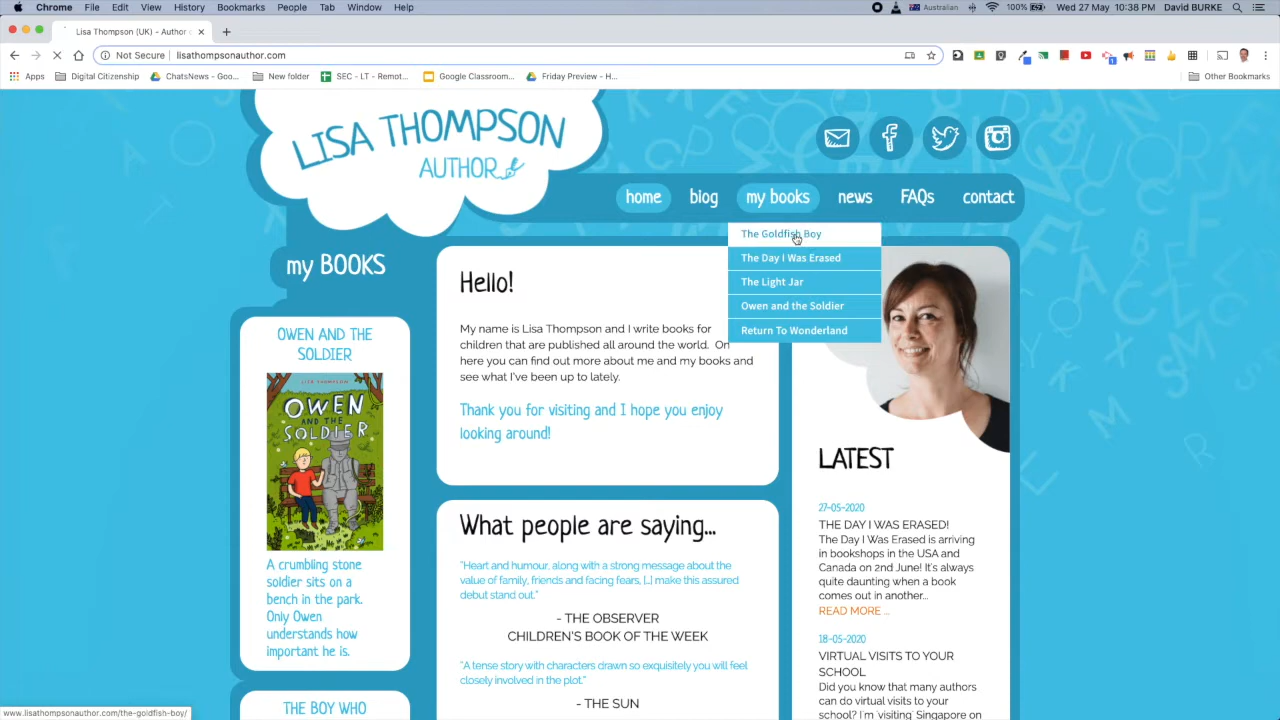 Chrome File Edit View History Bookmarks People Tab Window Help
Australian 100% Wed 27 May 10:38 PM David BURKE
Lisa Thompson (UK) - Author
Not Secure lisathompsonauthor.com
Apps Digital Citizenship ChatsNews - Goo... New folder SEC - LT - Remot... Google Classroom... Friday Preview - H... Other Bookmarks
LISA THOMPSON
AUTHOR
home blog my books news FAQs contact
The Goldfish Boy
The Day I Was Erased
The Light Jar
Owen and the Soldier
Return To Wonderland
my BOOKS
OWEN AND THE
SOLDIER
LISA THOMPSON
OWEN
AND THE
SOLDIER
A crumbling stone
soldier sits on a
bench in the park.
Only Owen
understands how
important he is.
THE BOY WHO
Hello!
My name is Lisa Thompson and I write books for
children that are published all around the world. On
here you can find out more about me and my books and
see what I've been up to lately.
Thank you for visiting and I hope you enjoy
looking around!
What people are saying...
"Heart and humour, along with a strong message about the
value of family, friends and facing fears, [...] make this assured
debut stand out."
- THE OBSERVER
CHILDREN'S BOOK OF THE WEEK
"A tense story with characters drawn so exquisitely you will feel
closely involved in the plot."
- THE SUN
LATEST
27-05-2020
THE DAY I WAS ERASED!
The Day I Was Erased is arriving
in bookshops in the USA and
Canada on 2nd June! It's always
quite daunting when a book
comes out in another...
READ MORE ...
18-05-2020
VIRTUAL VISITS TO YOUR
SCHOOL
Did you know that many authors
can do virtual visits to your
school? I'm 'visiting' Singapore on
www.lisathompsonauthor.com/the-goldfish-boy/